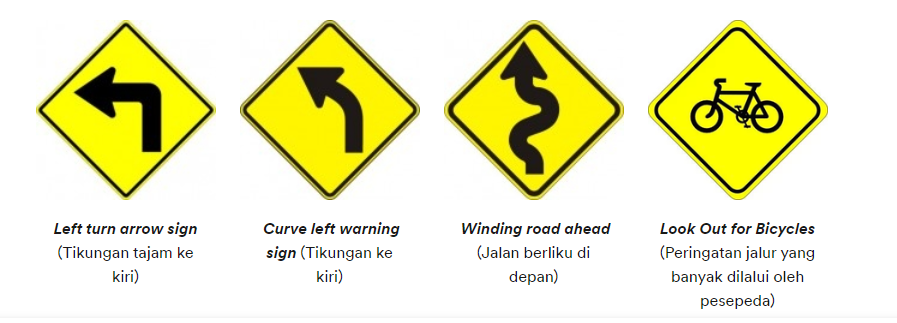 Left turn arrow sign
(Tikungan tajam ke
kiri)
Curve left warning
sign (Tikungan ke
kiri)
Winding road ahead
(Jalan berliku di
depan)
Look Out for Bicycles
(Peringatan jalur yang
banyak dilalui oleh
pesepeda)